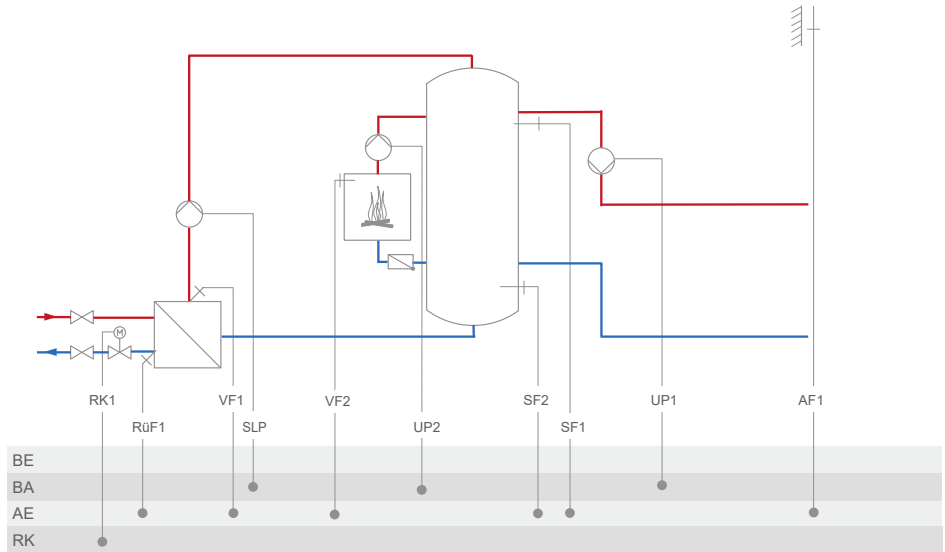 M
RK1 VF1 VF2 SF2 UP1 AF1
RüF1 SLP UP2 SF1
BE
BA
AE
RK